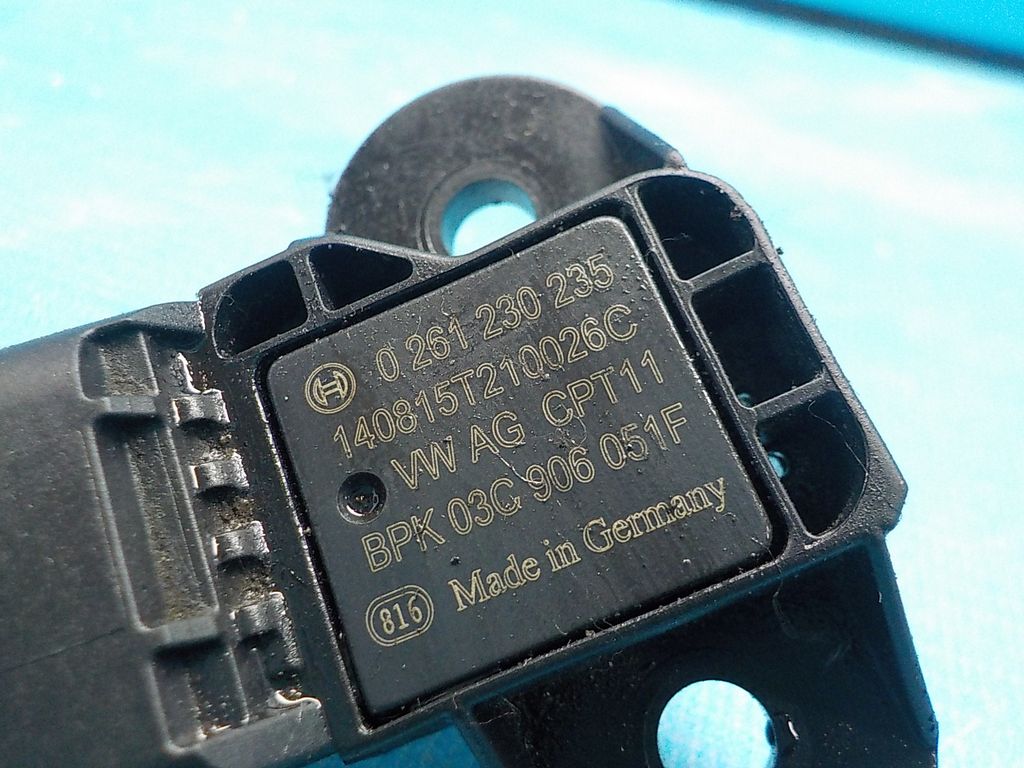 0 261 230 235
140815T210026C
VW AG CPT11
BPK 03C 906 051F
816 Made in Germany